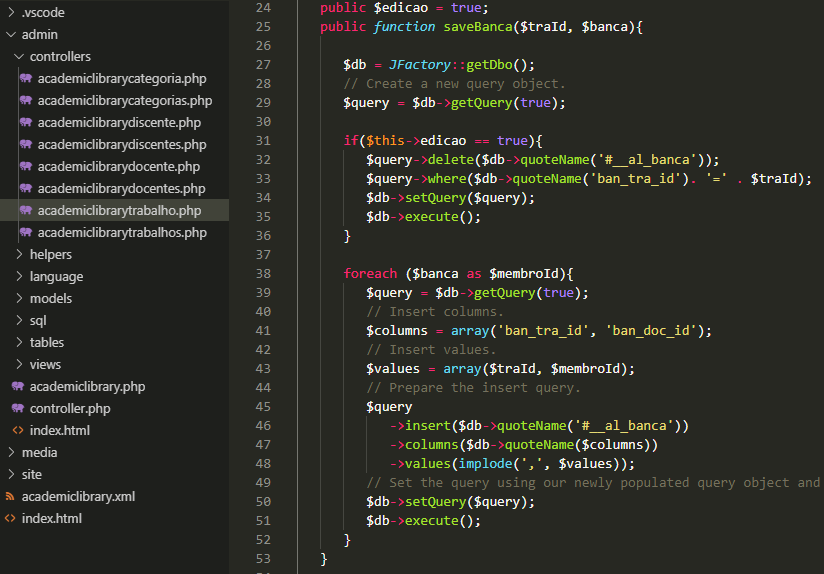 .vscode
admin
controllers
academiclibrarycategoria.php
academiclibrarycategorias.php
academiclibrarydiscente.php
academiclibrarydiscentes.php
academiclibrarydocente.php
academiclibrarydocentes.php
academiclibrarytrabalho.php
academiclibrarytrabalhos.php
helpers
language
models
sql
tables
views
academiclibrary.php
controller.php
index.html
media
site
academiclibrary.xml
index.html
24 public $edicao = true;
25 public function saveBanca($traId, $banca){
26
27 $db = JFactory::getDbo();
28 // Create a new query object.
29 $query = $db->getQuery(true);
30
31 if($this->edicao == true){
32 $query->delete($db->quoteName('#__al_banca'));
33 $query->where($db->quoteName('ban_tra_id'). '=' . $traId);
34 $db->setQuery($query);
35 $db->execute();
36 }
37
38 foreach ($banca as $membroId){
39 $query = $db->getQuery(true);
40 // Insert columns.
41 $columns = array('ban_tra_id', 'ban_doc_id');
42 // Insert values.
43 $values = array($traId, $membroId);
44 // Prepare the insert query.
45 $query
46 ->insert($db->quoteName('#__al_banca'))
47 ->columns($db->quoteName($columns))
48 ->values(implode(',', $values));
49 // Set the query using our newly populated query object and
50 $db->setQuery($query);
51 $db->execute();
52 }
53 }